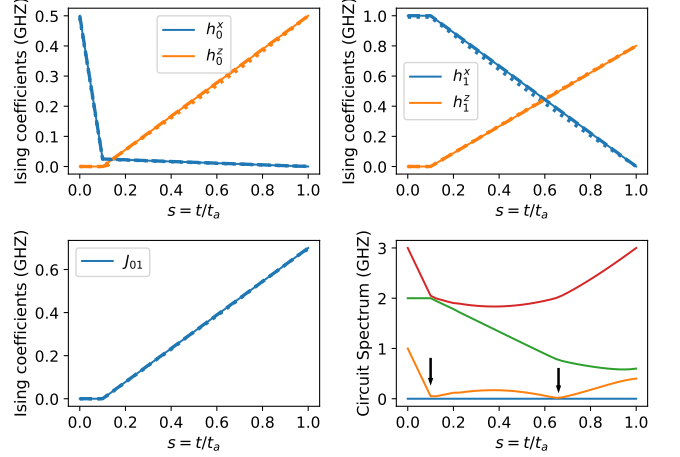 Ising coefficients (GHZ)
0.5
0.4
0.3
0.2
0.1
0.0
h_0^x
h_0^z
0.0 0.2 0.4 0.6 0.8 1.0
s = t/t_a
Ising coefficients (GHZ)
1.0
0.8
0.6
0.4
0.2
0.0
h_1^x
h_1^z
0.0 0.2 0.4 0.6 0.8 1.0
s = t/t_a
Ising coefficients (GHZ)
0.6
0.4
0.2
0.0
J_{01}
0.0 0.2 0.4 0.6 0.8 1.0
s = t/t_a
Circuit Spectrum (GHZ)
3
2
1
0
0.0 0.2 0.4 0.6 0.8 1.0
s = t/t_a